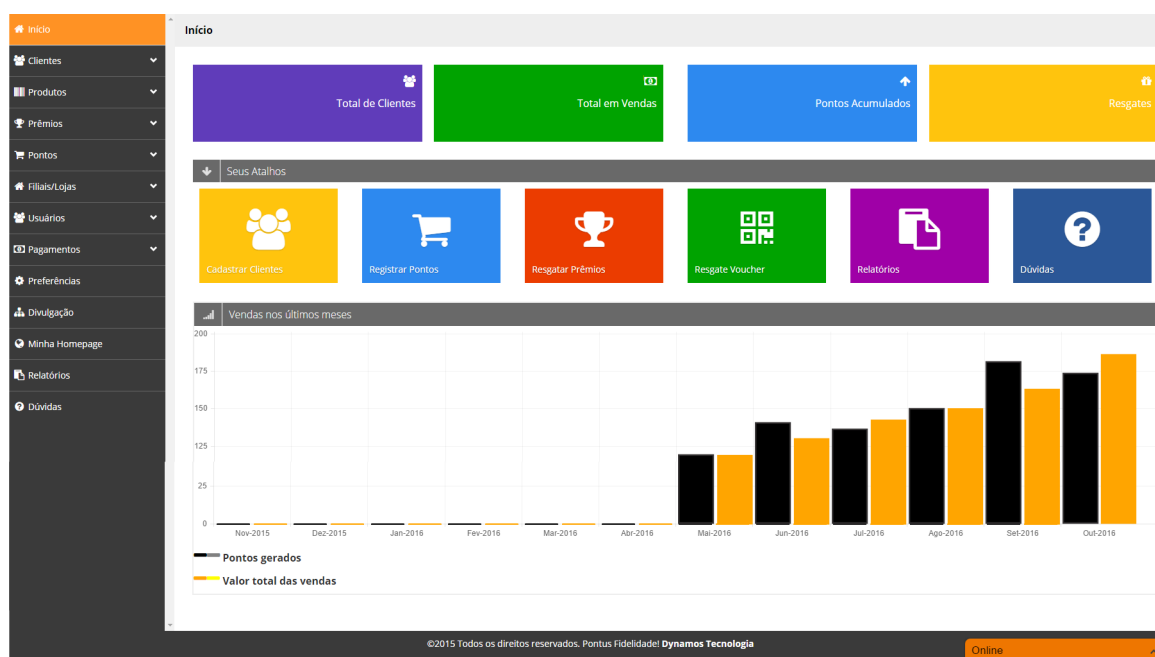 Início
Clientes
Produtos
Prêmios
Pontos
Filiais/Lojas
Usuários
Pagamentos
Preferências
Divulgação
Minha Homepage
Relatórios
Dúvidas
Início
Total de Clientes
Total em Vendas
Pontos Acumulados
Resgates
Seus Atalhos
Cadastrar Clientes
Registrar Pontos
Resgatar Prêmios
Resgate Voucher
Relatórios
Dúvidas
Vendas nos últimos meses
200
175
150
125
25
0
Nov-2015 Dez-2015 Jan-2016 Fev-2016 Mar-2016 Abr-2016 Mai-2016 Jun-2016 Jul-2016 Ago-2016 Set-2016 Out-2016
Pontos gerados
Valor total das vendas
©2015 Todos os direitos reservados. Pontus Fidelidade! Dynamos Tecnologia
Online